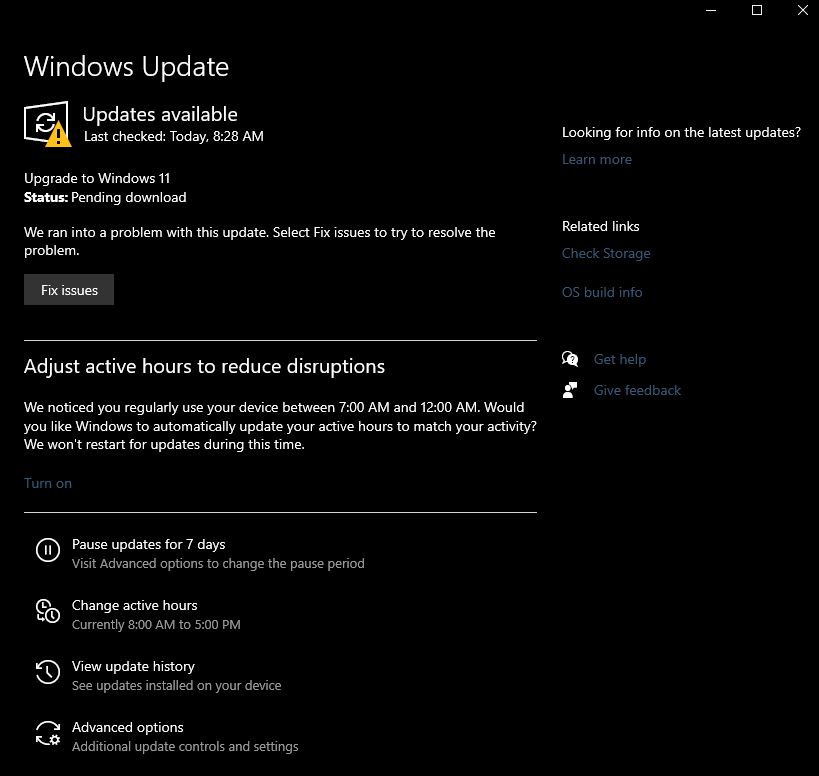 Windows Update
Updates available
Last checked: Today, 8:28 AM
Upgrade to Windows 11
Status: Pending download
We ran into a problem with this update. Select Fix issues to try to resolve the
problem.
Fix issues
Adjust active hours to reduce disruptions
We noticed you regularly use your device between 7:00 AM and 12:00 AM. Would
you like Windows to automatically update your active hours to match your activity?
We won't restart for updates during this time.
Turn on
Pause updates for 7 days
Visit Advanced options to change the pause period
Change active hours
Currently 8:00 AM to 5:00 PM
View update history
See updates installed on your device
Advanced options
Additional update controls and settings
Looking for info on the latest updates?
Learn more
Related links
Check Storage
OS build info
Get help
Give feedback